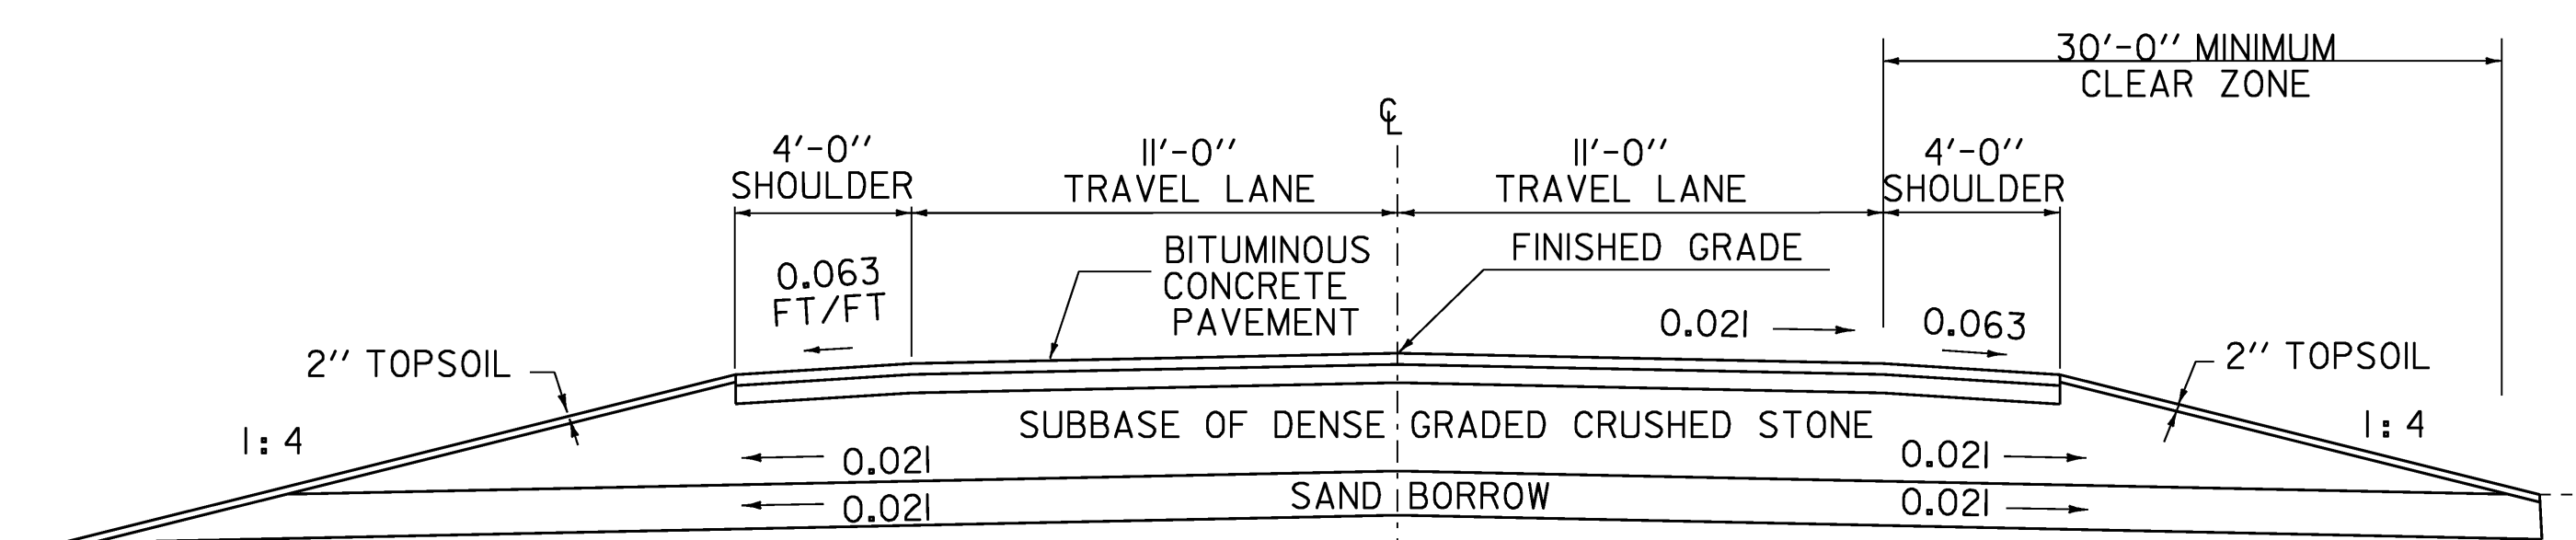 30'-0" MINIMUM
CLEAR ZONE
℄
4'-0"
SHOULDER
11'-0"
TRAVEL LANE
11'-0"
TRAVEL LANE
4'-0"
SHOULDER
0.063
FT/FT
BITUMINOUS
CONCRETE
PAVEMENT
FINISHED GRADE
0.021
0.063
2" TOPSOIL
2" TOPSOIL
1:4
SUBBASE OF DENSE GRADED CRUSHED STONE
1:4
0.021
0.021
SAND BORROW
0.021
0.021